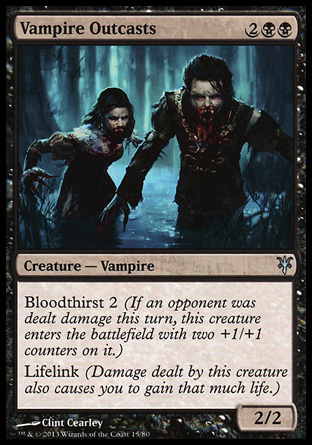 Vampire Outcasts 2
Creature — Vampire
Bloodthirst 2 (If an opponent was
dealt damage this turn, this creature
enters the battlefield with two +1/+1
counters on it.)
Lifelink (Damage dealt by this creature
also causes you to gain that much life.)
Clint Cearley
™ & © 2013 Wizards of the Coast 15/80
2/2